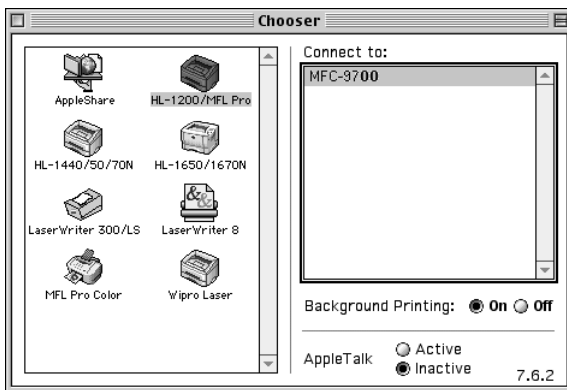 Chooser
AppleShare
HL-1200/MFL Pro
HL-1440/50/70N
HL-1650/1670N
LaserWriter 300/LS
LaserWriter 8
MFL Pro Color
Wipro Laser
Connect to:
MFC-9700
Background Printing: On Off
AppleTalk
Active
Inactive
7.6.2